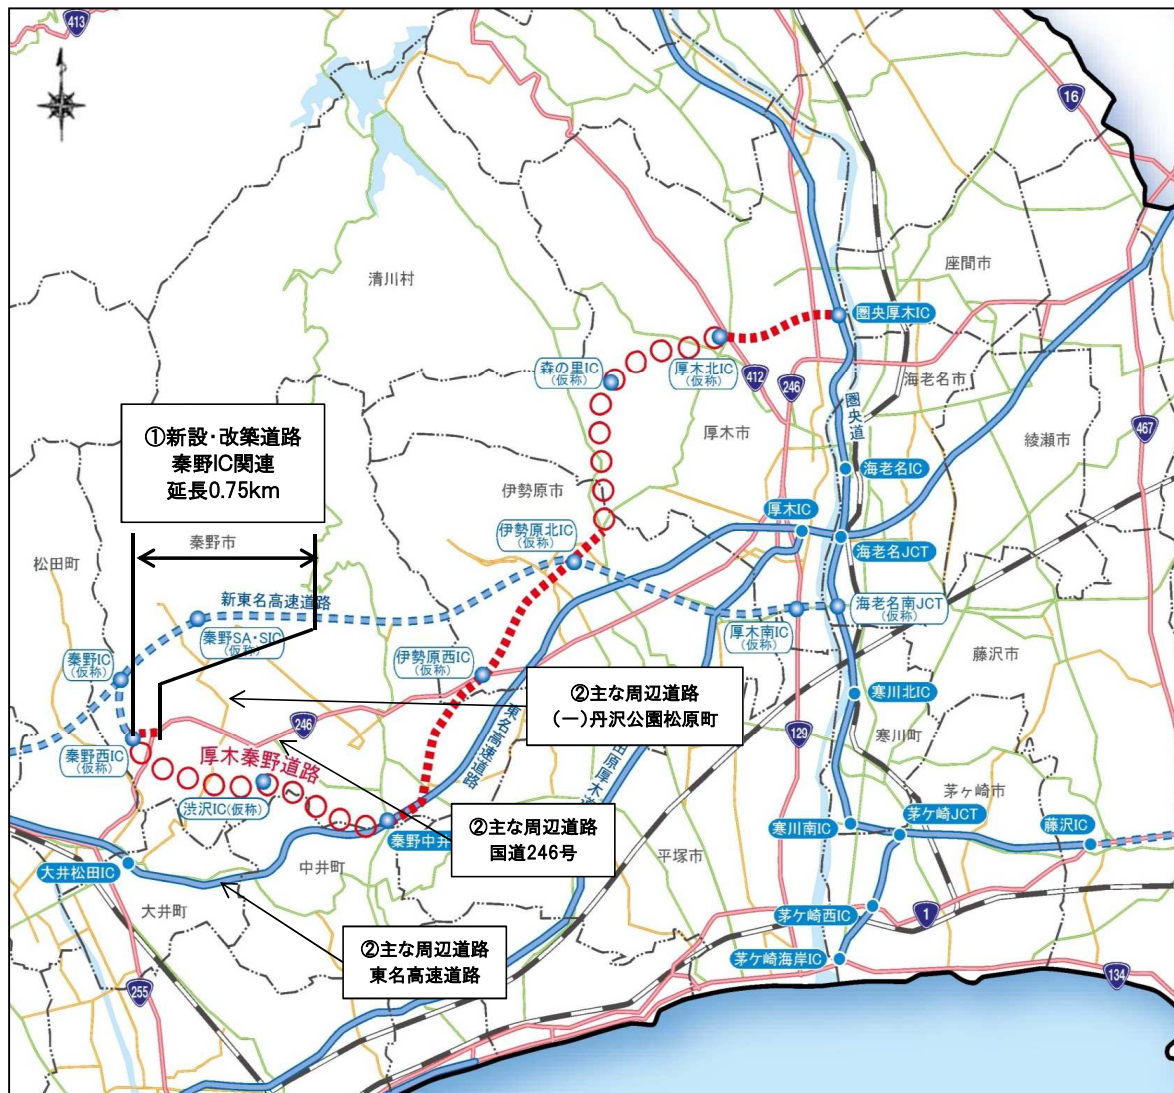 413
16
清川村
座間市
圏央厚木IC
森の里IC
(仮称)
厚木北IC
(仮称)
412
246
海老名市
圏央道
467
①新設・改築道路
秦野IC関連
延長0.75km
厚木市
綾瀬市
海老名IC
伊勢原市
厚木IC
伊勢原北IC
(仮称)
海老名JCT
秦野市
松田町
新東名高速道路
海老名南JCT
(仮称)
秦野SA・SIC
(仮称)
厚木南IC
(仮称)
秦野IC
(仮称)
伊勢原西IC
(仮称)
藤沢市
②主な周辺道路
(一)丹沢公園松原町
寒川北IC
246
東名高速道路
129
寒川町
秦野西IC
(仮称)
厚木秦野道路
渋沢IC(仮称)
茅ヶ崎市
茅ケ崎JCT
②主な周辺道路
国道246号
寒川南IC
藤沢IC
秦野中井
平塚市
大井松田IC
中井町
大井町
茅ケ崎西IC
1
②主な周辺道路
東名高速道路
茅ケ崎海岸IC
134
255